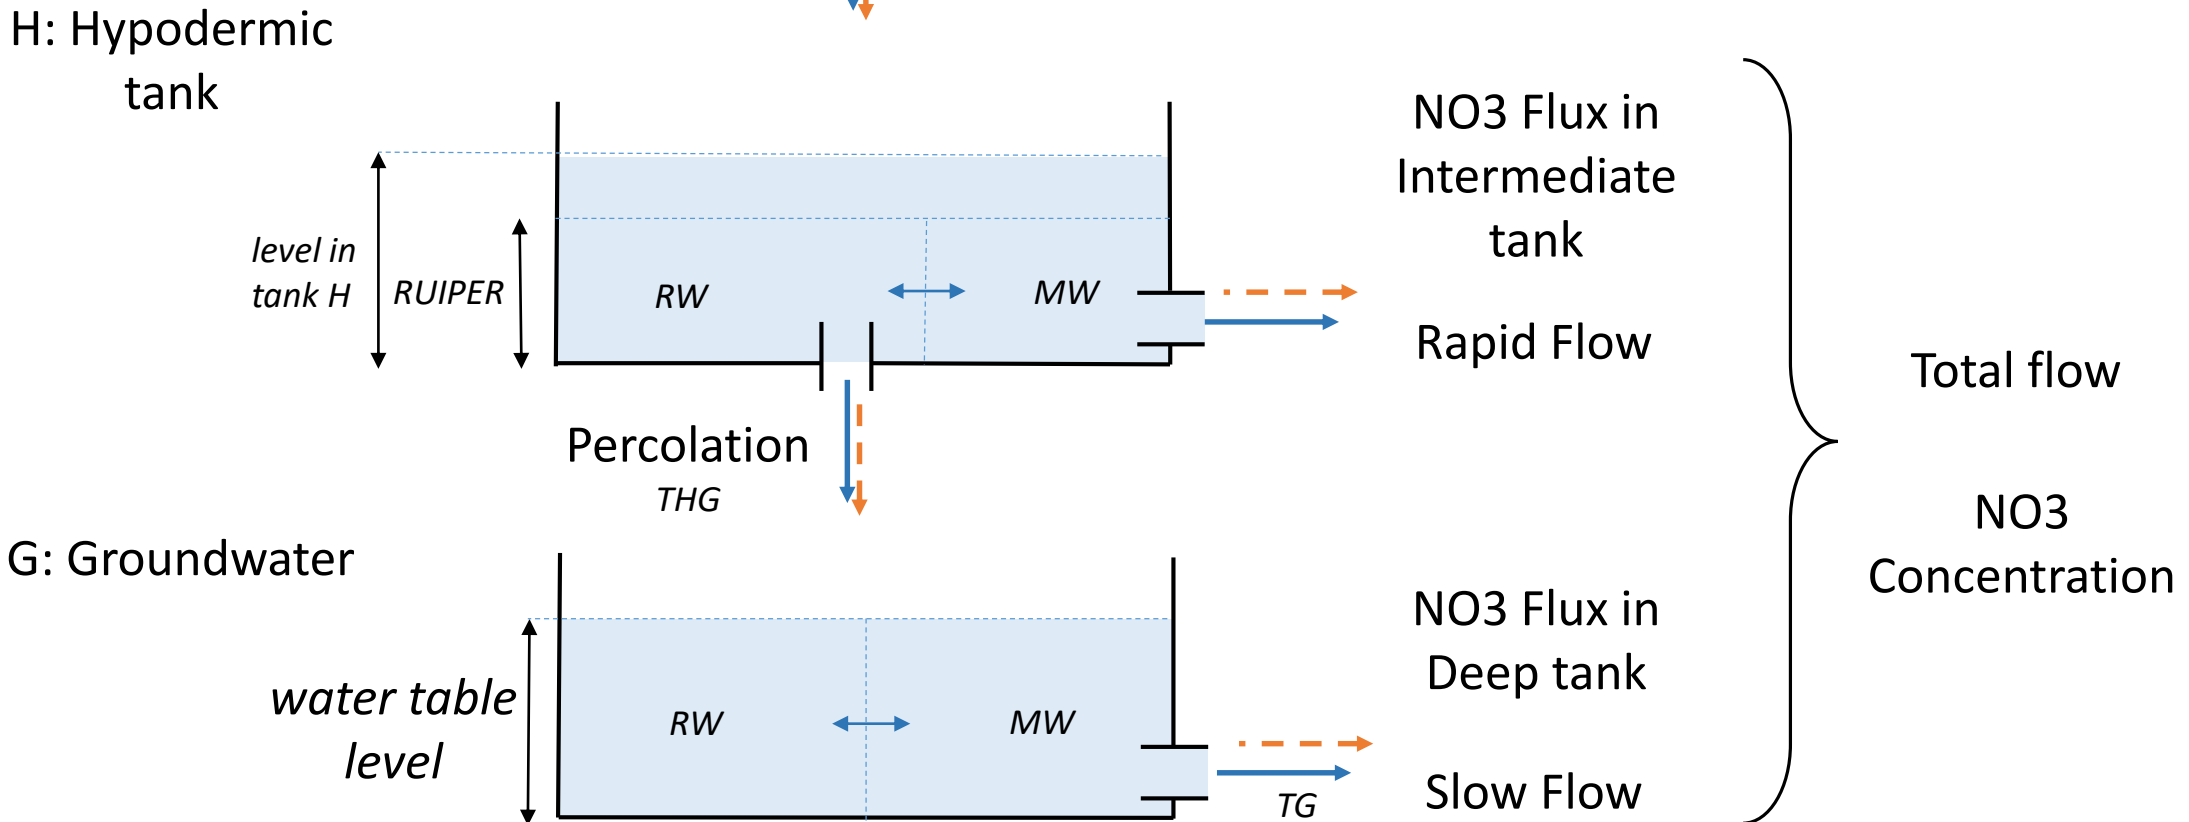 H: Hypodermic
tank
NO3 Flux in
Intermediate
tank
level in
tank H
RUIPER
RW
MW
Rapid Flow
Total flow
Percolation
THG
NO3
Concentration
G: Groundwater
NO3 Flux in
Deep tank
water table
level
RW
MW
TG
Slow Flow